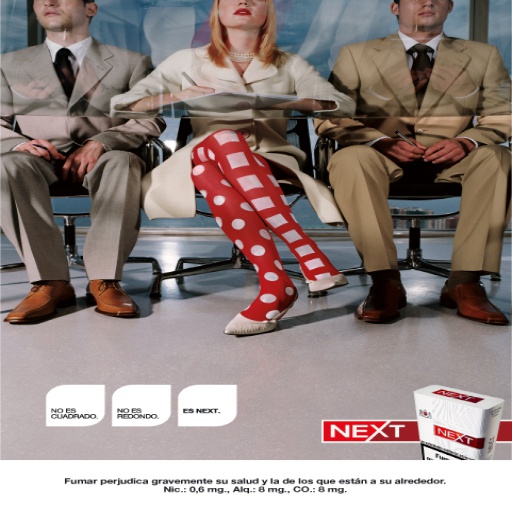 NO ES
CUADRADO.
NO ES
REDONDO.
ES NEXT.
NEXT
NEXT
NEXT
Fumar perjudica gravemente su salud y la de los que están a su alrededor.
Nic.: 0,6 mg., Alq.: 8 mg., CO.: 8 mg.